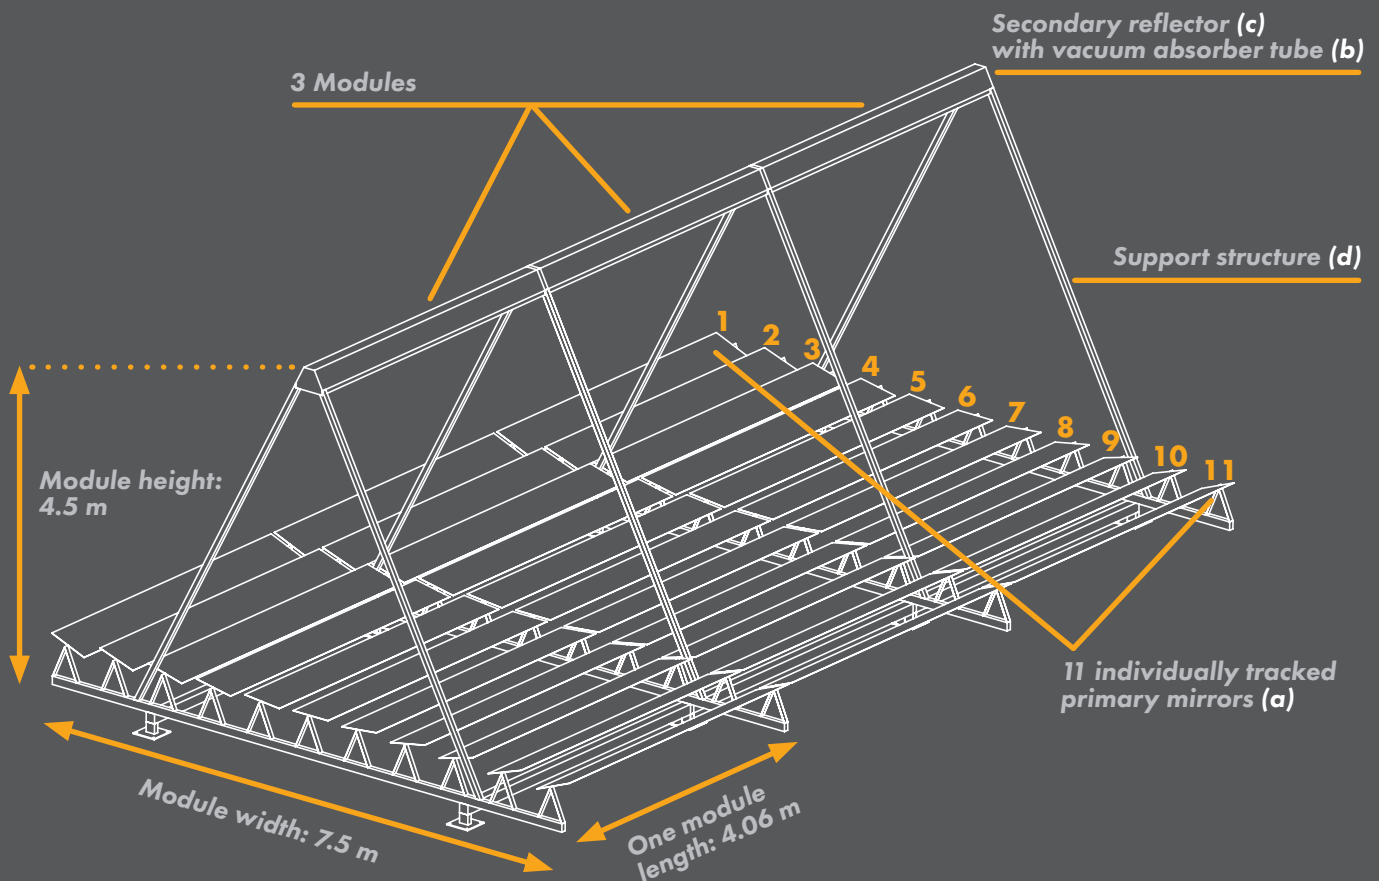 Secondary reflector (c)
with vacuum absorber tube (b)
3 Modules
Support structure (d)
1
2
3
4
5
6
7
8
9
10
11
Module height:
4.5 m
11 individually tracked
primary mirrors (a)
Module width: 7.5 m
One module
length: 4.06 m